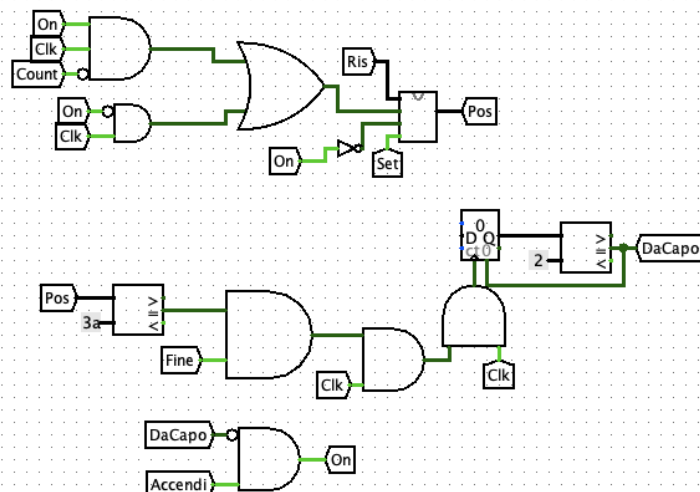 On
Clk
Count
On
Clk
Ris
Pos
On
Set
0
D Q
ct0
2
DaCapo
Pos
3a
Fine
Clk
Clk
DaCapo
On
Accendi